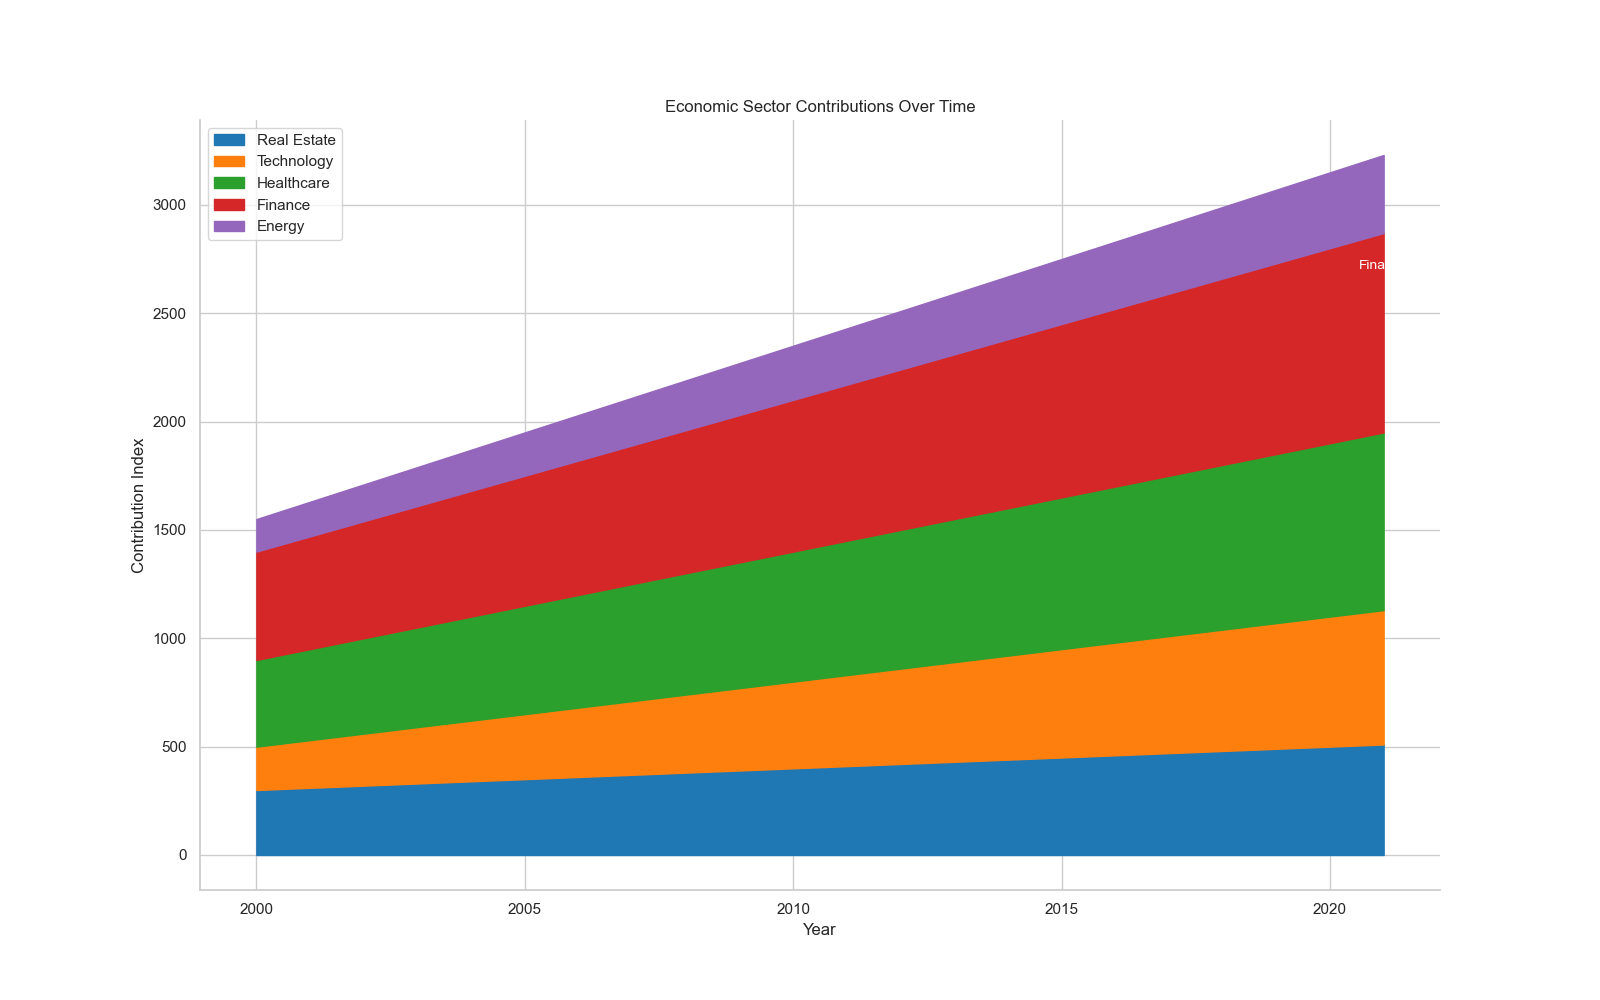 Economic Sector Contributions Over Time
Real Estate
Technology
Healthcare
Finance
Energy
3000
2500
2000
1500
1000
500
0
Contribution Index
Fina
2000 2005 2010 2015 2020
Year